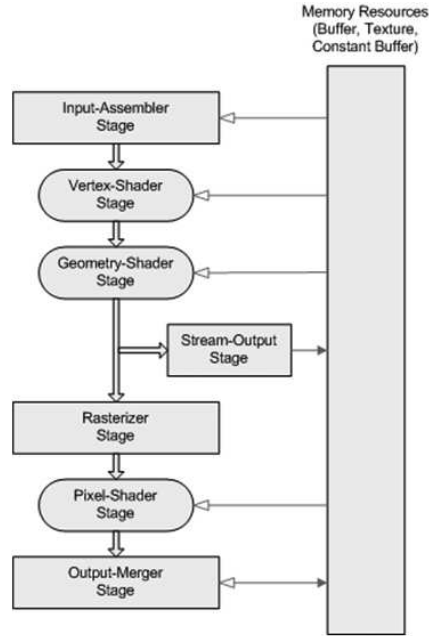 Memory Resources
(Buffer, Texture,
Constant Buffer)
Input-Assembler
Stage
Vertex-Shader
Stage
Geometry-Shader
Stage
Stream-Output
Stage
Rasterizer
Stage
Pixel-Shader
Stage
Output-Merger
Stage